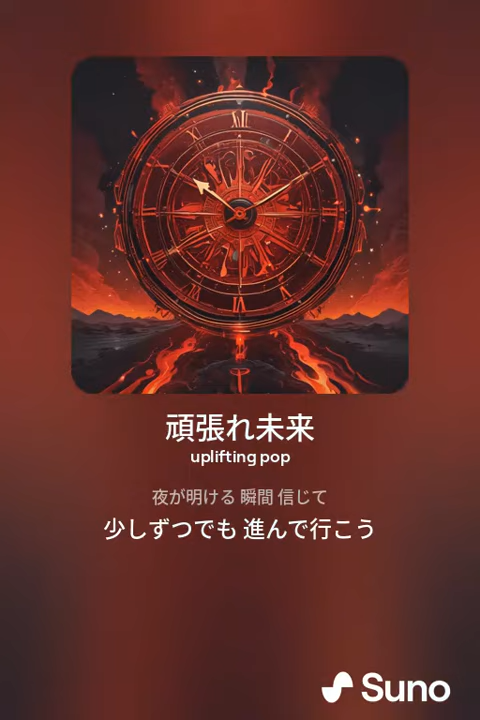 頑張れ未来
uplifting pop
夜が明ける 瞬間 信じて
少しずつでも 進んで行こう
Suno